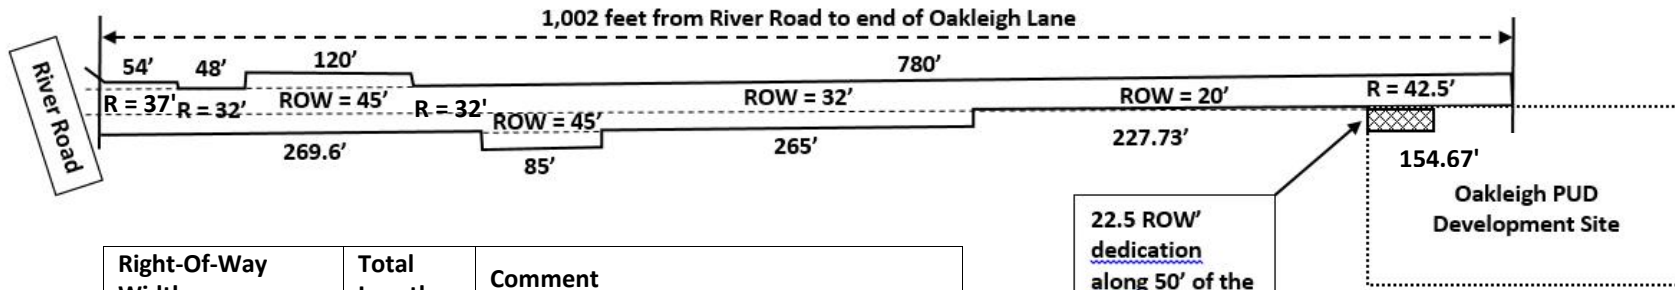 1,002 feet from River Road to end of Oakleigh Lane
River Road
54’
48’
120’
780’
R = 37'
R = 32’
ROW = 45’
R = 32'
ROW = 45’
ROW = 32’
ROW = 20’
R = 42.5’
269.6’
85’
265’
227.73’
154.67'
Oakleigh PUD
Development Site
22.5 ROW’
dedication
along 50’ of the
Right-Of-Way
Total
Comment